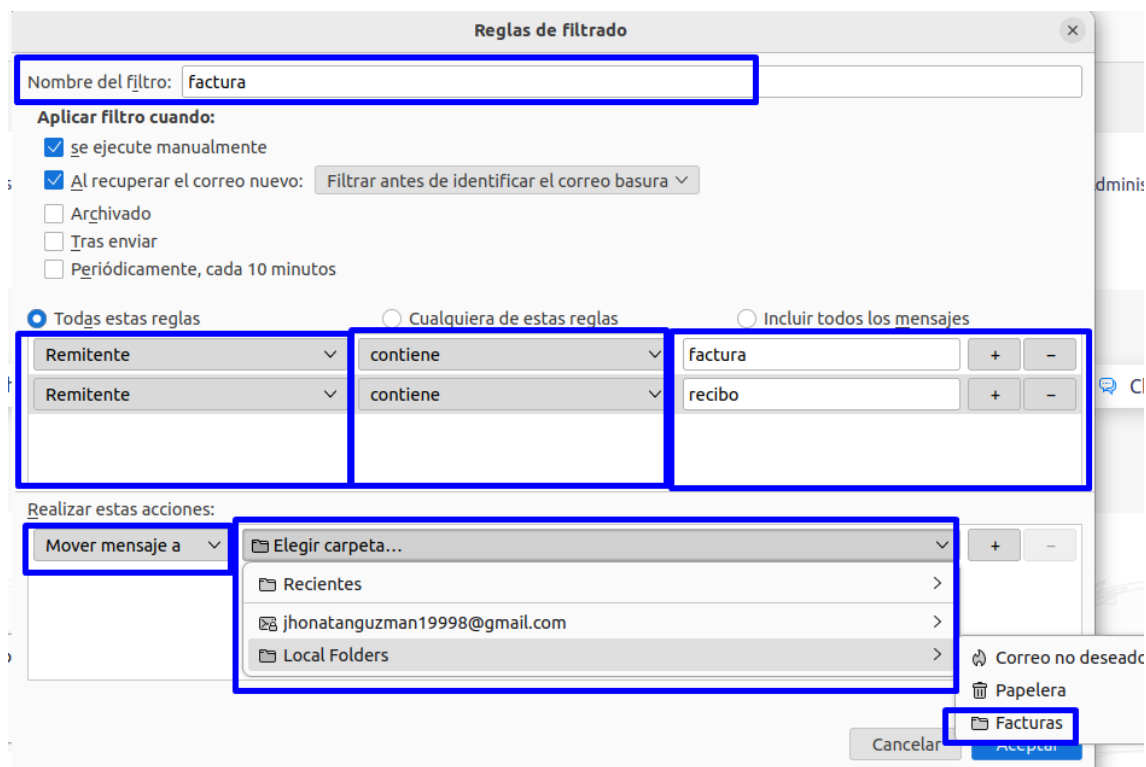 Reglas de filtrado
Nombre del filtro: factura
Aplicar filtro cuando:
se ejecute manualmente
Al recuperar el correo nuevo: Filtrar antes de identificar el correo basura
Archivado
Tras enviar
Periódicamente, cada 10 minutos
Todas estas reglas Cualquiera de estas reglas Incluir todos los mensajes
Remitente contiene factura + −
Remitente contiene recibo + −
Realizar estas acciones:
Mover mensaje a Elegir carpeta... + −
Recientes
jhonatanguzman19998@gmail.com
Local Folders
Correo no deseado
Papelera
Facturas
Cancelar Aceptar